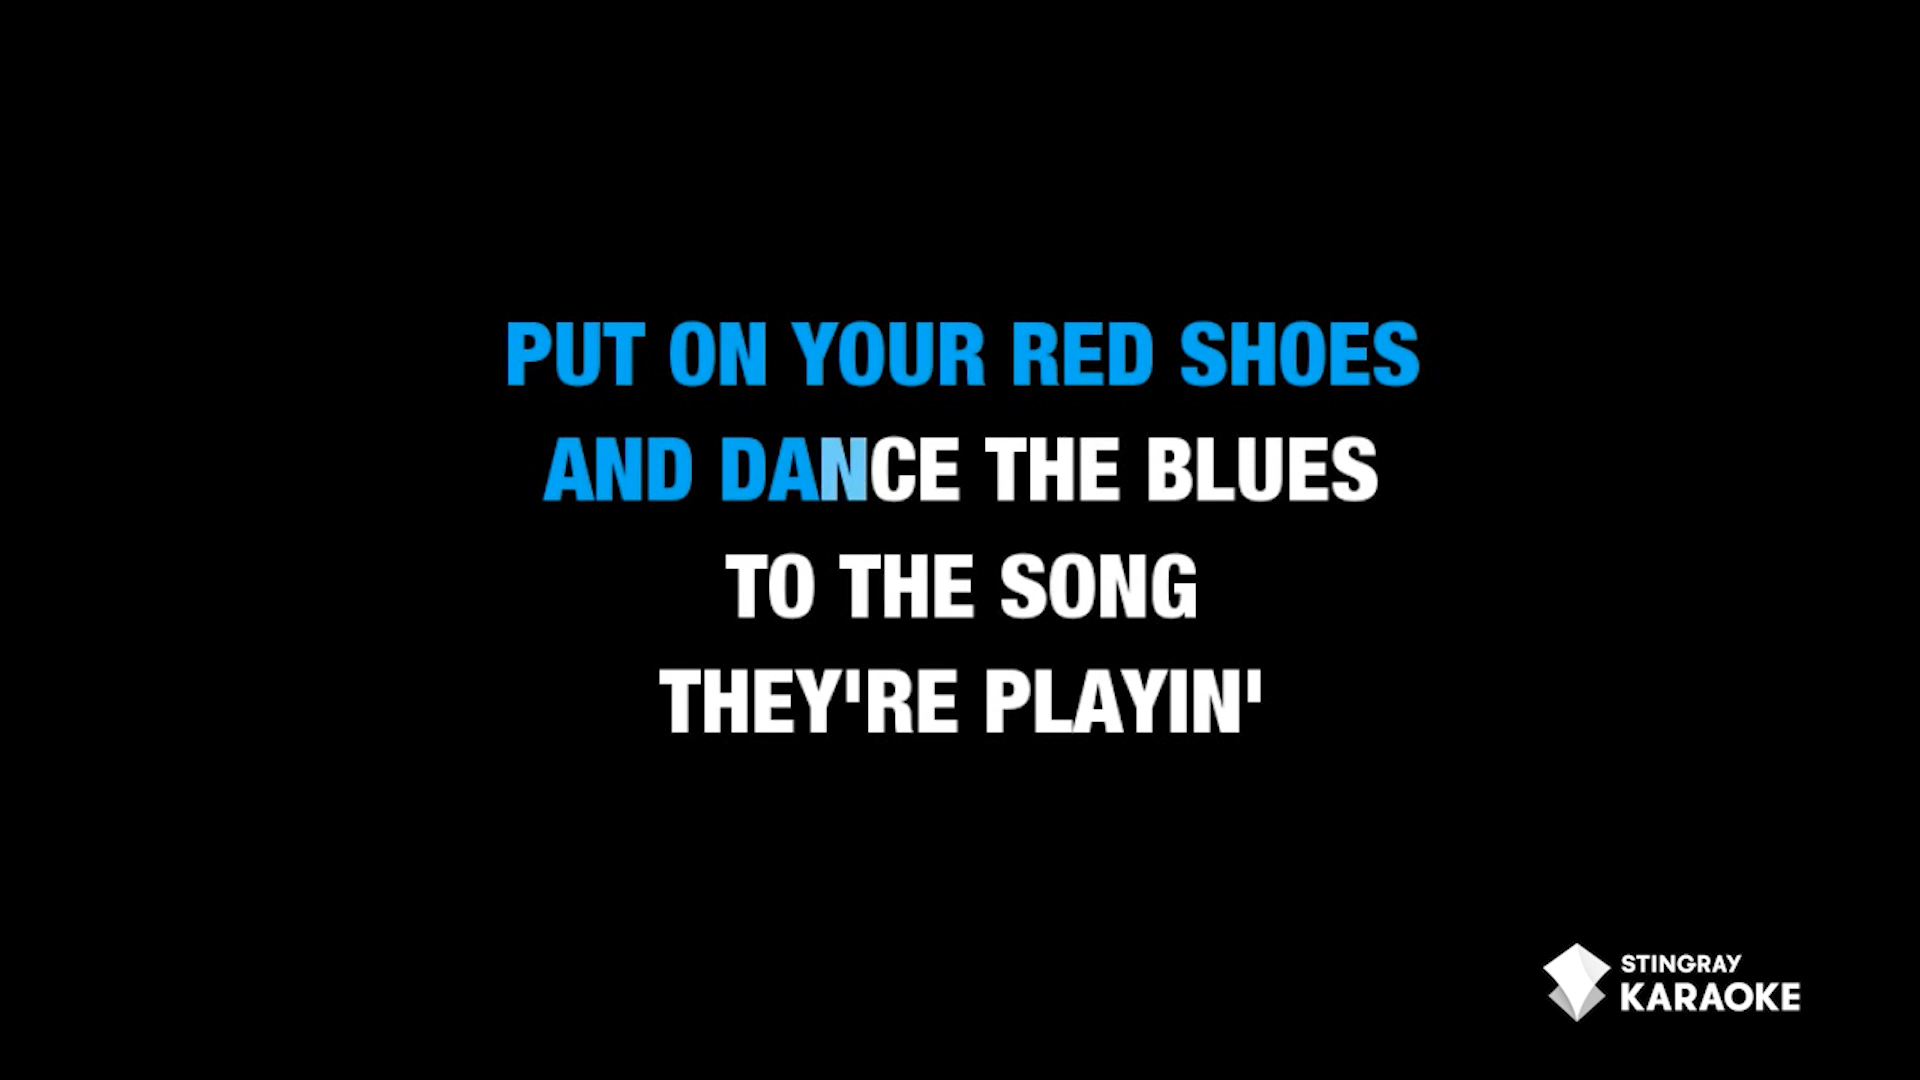 PUT ON YOUR RED SHOES
AND DANCE THE BLUES
TO THE SONG
THEY'RE PLAYIN'
STINGRAY
KARAOKE